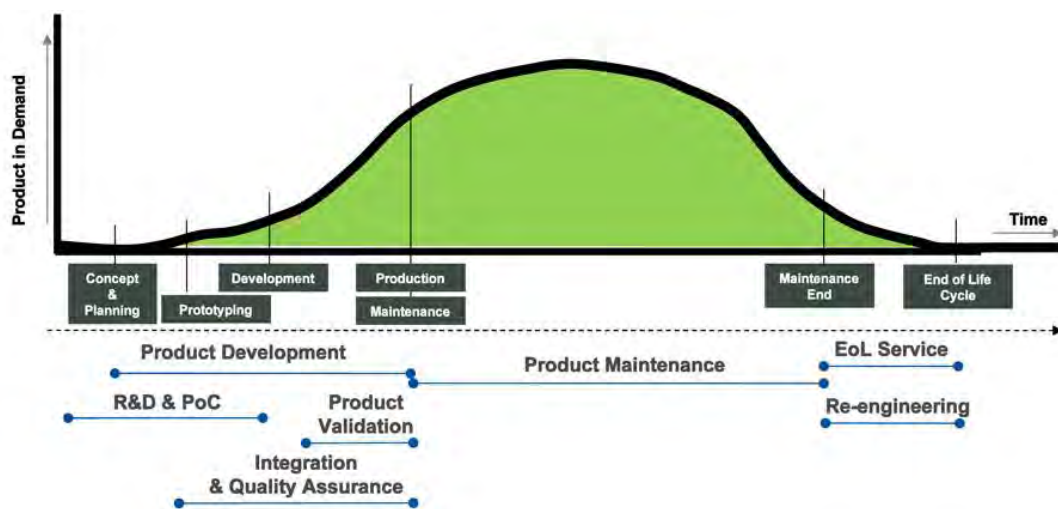 Product in Demand
Time
Concept
&
Planning
Prototyping
Development
Production
Maintenance
Maintenance
End
End of Life
Cycle
Product Development
Product Maintenance
EoL Service
R&D & PoC
Product
Validation
Re-engineering
Integration
& Quality Assurance